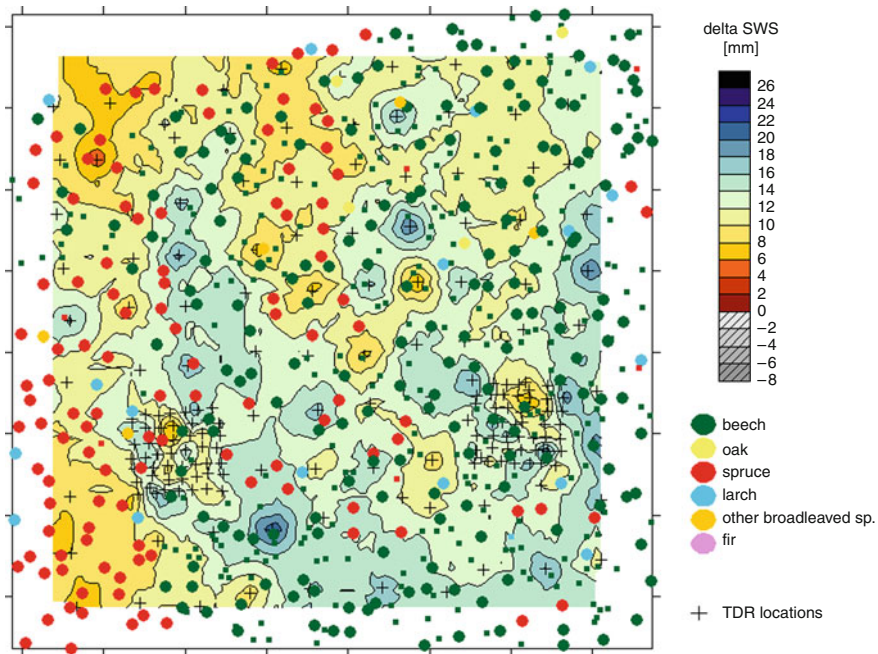 delta SWS
[mm]
26
24
22
20
18
16
14
12
10
8
6
4
2
0
−2
−4
−6
−8
beech
oak
spruce
larch
other broadleaved sp.
fir
TDR locations